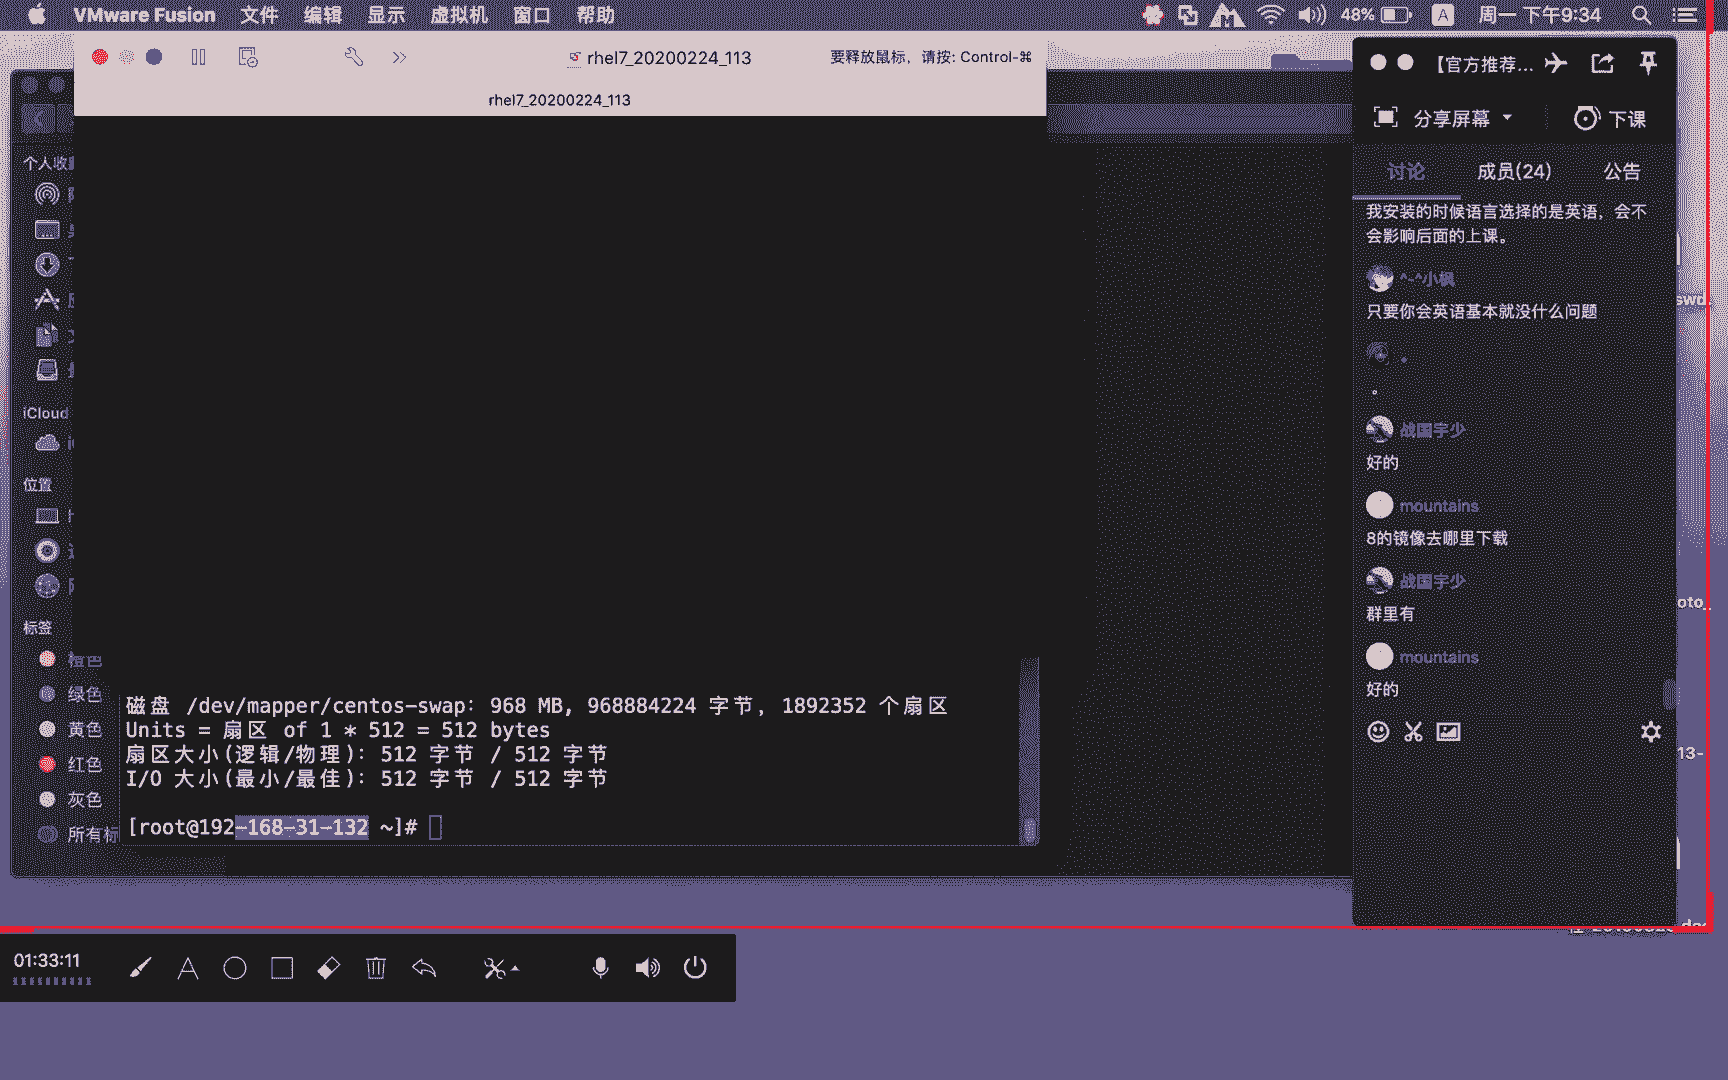 VMware Fusion 文件 编辑 显示 虚拟机 窗口 帮助 48% A 周一 下午9:34
rhel7_20200224_113 要释放鼠标，请按: Control-⌘
rhel7_20200224_113
个人收
iCloud
位置
标签
橙色
绿色
黄色
红色
灰色
所有标
磁盘 /dev/mapper/centos-swap：968 MB, 968884224 字节，1892352 个扇区
Units = 扇区 of 1 * 512 = 512 bytes
扇区大小(逻辑/物理)：512 字节 / 512 字节
I/O 大小(最小/最佳)：512 字节 / 512 字节
[root@192-168-31-132 ~]#
【官方推荐...
分享屏幕 下课
讨论 成员(24) 公告
我安装的时候语言选择的是英语，会不
会影响后面的上课。
^-^小枫
只要你会英语基本就没什么问题
。
。
战国宇少
好的
mountains
8的镜像去哪里下载
战国宇少
群里有
mountains
好的
swd
oto_
13-
01:33:11